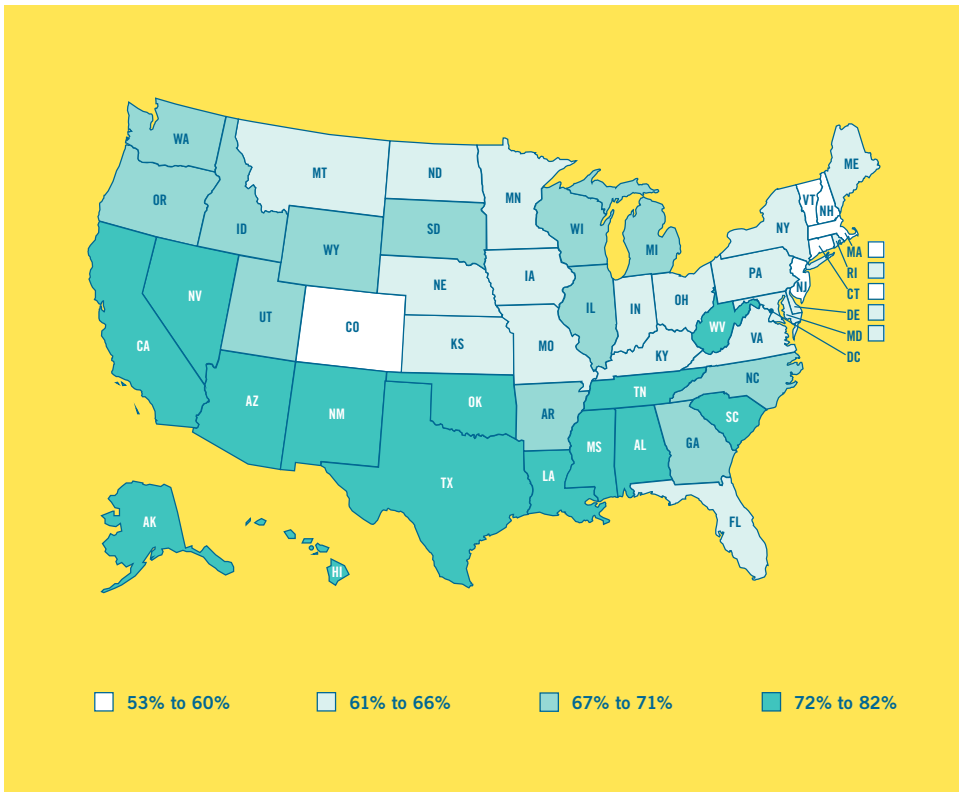 WA
MT
ND
ME
MN
VT
OR
NH
ID
SD
WI
NY
WY
MI
MA
PA
RI
IA
NE
NJ
CT
NV
OH
IL
IN
DE
UT
CO
WV
MD
VA
KS
MO
CA
KY
DC
NC
TN
AZ
OK
NM
AR
SC
MS
AL
GA
LA
TX
AK
FL
HI
53% to 60%
61% to 66%
67% to 71%
72% to 82%